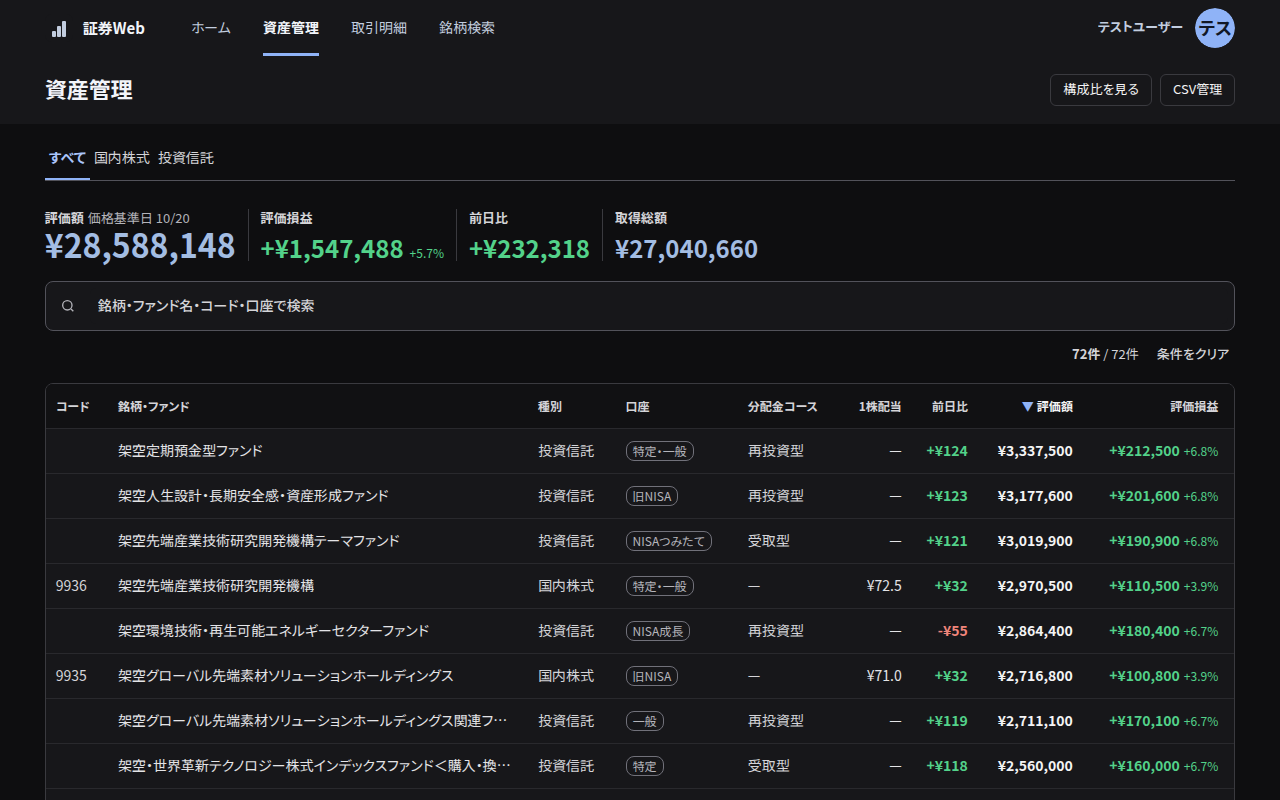 証券Web ホーム 資産管理 取引明細 銘柄検索 テストユーザー テス
資産管理 構成比を見る CSV管理
すべて 国内株式 投資信託
評価額 価格基準日 10/20 評価損益 前日比 取得総額
¥28,588,148 +¥1,547,488 +5.7% +¥232,318 ¥27,040,660
銘柄・ファンド名・コード・口座で検索
72件 / 72件 条件をクリア
コード 銘柄・ファンド 種別 口座 分配金コース 1株配当 前日比 ▼評価額 評価損益
架空定期預金型ファンド 投資信託 特定・一般 再投資型 — +¥124 ¥3,337,500 +¥212,500 +6.8%
架空人生設計・長期安全感・資産形成ファンド 投資信託 旧NISA 再投資型 — +¥123 ¥3,177,600 +¥201,600 +6.8%
架空先端産業技術研究開発機構テーマファンド 投資信託 NISAつみたて 受取型 — +¥121 ¥3,019,900 +¥190,900 +6.8%
9936 架空先端産業技術研究開発機構 国内株式 特定・一般 — ¥72.5 +¥32 ¥2,970,500 +¥110,500 +3.9%
架空環境技術・再生可能エネルギーセクターファンド 投資信託 NISA成長 再投資型 — -¥55 ¥2,864,400 +¥180,400 +6.7%
9935 架空グローバル先端素材ソリューションホールディングス 国内株式 旧NISA — ¥71.0 +¥32 ¥2,716,800 +¥100,800 +3.9%
架空グローバル先端素材ソリューションホールディングス関連フ… 投資信託 一般 再投資型 — +¥119 ¥2,711,100 +¥170,100 +6.7%
架空・世界革新テクノロジー株式インデックスファンド＜購入・換… 投資信託 特定 受取型 — +¥118 ¥2,560,000 +¥160,000 +6.7%